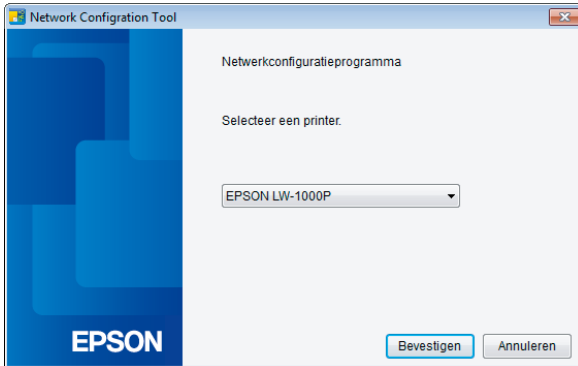 Network Configration Tool
Netwerkconfiguratieprogramma
Selecteer een printer.
EPSON LW-1000P
EPSON
Bevestigen
Annuleren